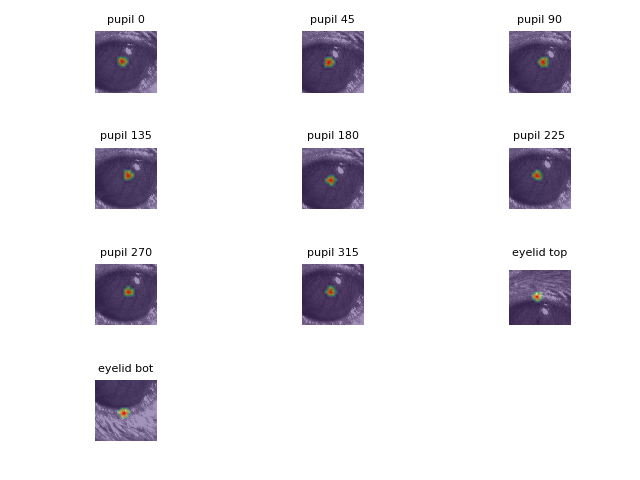 pupil 0
pupil 45
pupil 90
pupil 135
pupil 180
pupil 225
pupil 270
pupil 315
eyelid top
eyelid bot